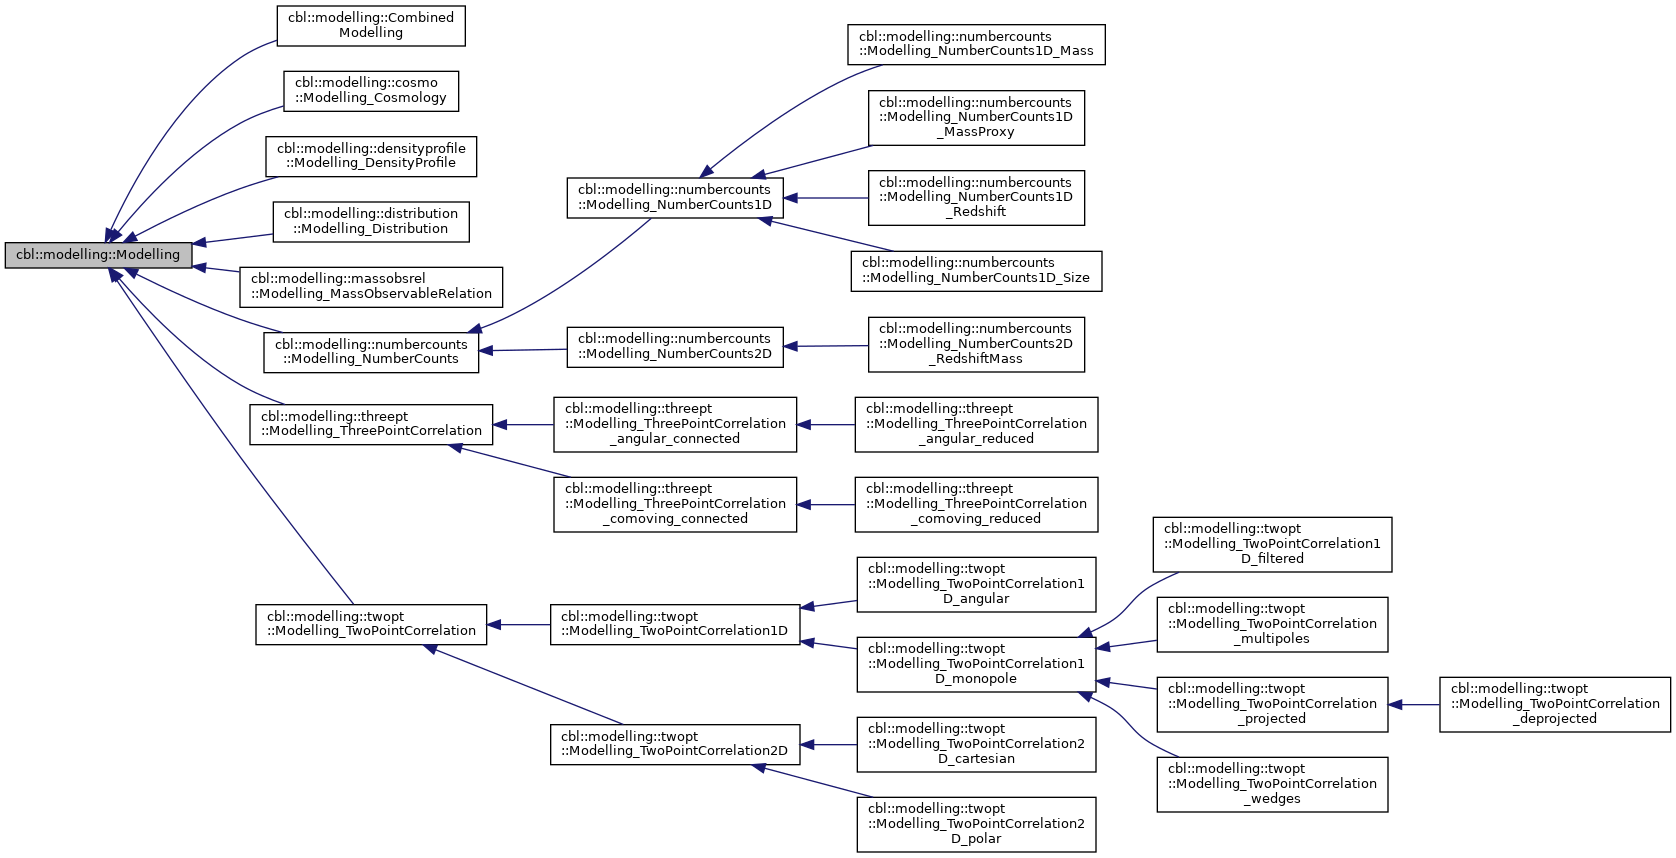 cbl::modelling::Modelling
cbl::modelling::Combined
Modelling
cbl::modelling::cosmo
::Modelling_Cosmology
cbl::modelling::densityprofile
::Modelling_DensityProfile
cbl::modelling::distribution
::Modelling_Distribution
cbl::modelling::massobsrel
::Modelling_MassObservableRelation
cbl::modelling::numbercounts
::Modelling_NumberCounts
cbl::modelling::threept
::Modelling_ThreePointCorrelation
cbl::modelling::twopt
::Modelling_TwoPointCorrelation
cbl::modelling::numbercounts
::Modelling_NumberCounts1D
cbl::modelling::numbercounts
::Modelling_NumberCounts2D
cbl::modelling::threept
::Modelling_ThreePointCorrelation
_angular_connected
cbl::modelling::threept
::Modelling_ThreePointCorrelation
_comoving_connected
cbl::modelling::twopt
::Modelling_TwoPointCorrelation1D
cbl::modelling::twopt
::Modelling_TwoPointCorrelation2D
cbl::modelling::numbercounts
::Modelling_NumberCounts1D_Mass
cbl::modelling::numbercounts
::Modelling_NumberCounts1D
_MassProxy
cbl::modelling::numbercounts
::Modelling_NumberCounts1D
_Redshift
cbl::modelling::numbercounts
::Modelling_NumberCounts1D_Size
cbl::modelling::numbercounts
::Modelling_NumberCounts2D
_RedshiftMass
cbl::modelling::threept
::Modelling_ThreePointCorrelation
_angular_reduced
cbl::modelling::threept
::Modelling_ThreePointCorrelation
_comoving_reduced
cbl::modelling::twopt
::Modelling_TwoPointCorrelation1
D_angular
cbl::modelling::twopt
::Modelling_TwoPointCorrelation1
D_monopole
cbl::modelling::twopt
::Modelling_TwoPointCorrelation2
D_cartesian
cbl::modelling::twopt
::Modelling_TwoPointCorrelation2
D_polar
cbl::modelling::twopt
::Modelling_TwoPointCorrelation1
D_filtered
cbl::modelling::twopt
::Modelling_TwoPointCorrelation
_multipoles
cbl::modelling::twopt
::Modelling_TwoPointCorrelation
_projected
cbl::modelling::twopt
::Modelling_TwoPointCorrelation
_wedges
cbl::modelling::twopt
::Modelling_TwoPointCorrelation
_deprojected